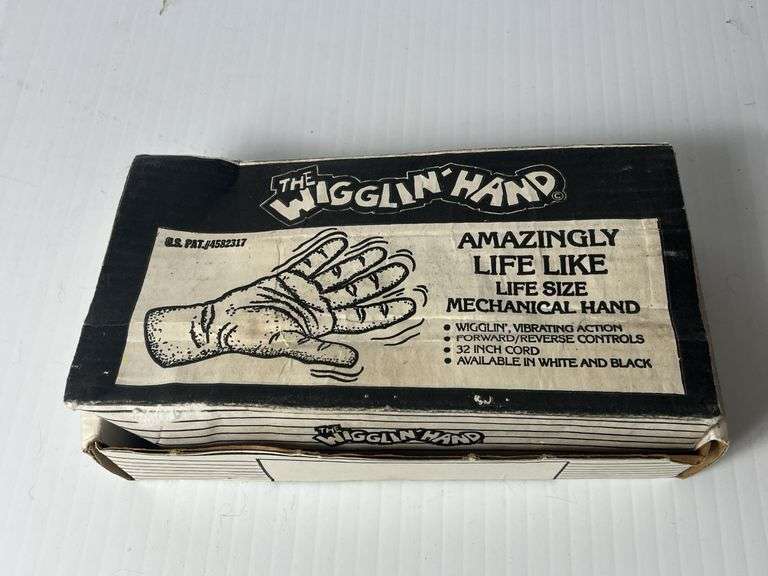 THE WIGGLIN' HAND ©
U.S. PAT.#4582317
AMAZINGLY
LIFE LIKE
LIFE SIZE
MECHANICAL HAND
• WIGGLIN', VIBRATING ACTION
• FORWARD/REVERSE CONTROLS
• 32 INCH CORD
• AVAILABLE IN WHITE AND BLACK
THE WIGGLIN' HAND